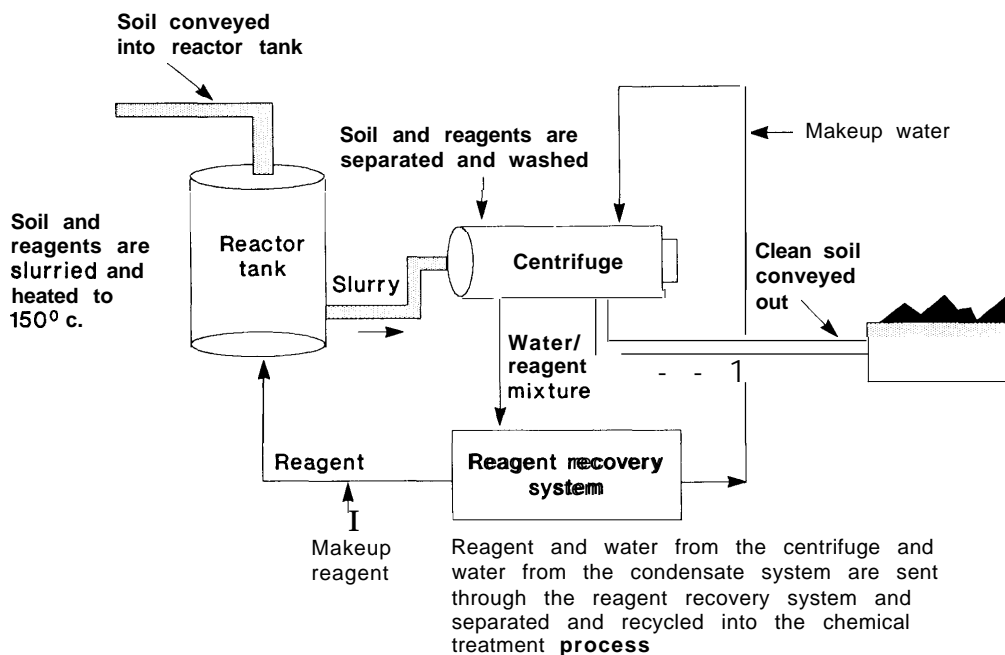 Soil conveyed
into reactor tank
Soil and reagents are
separated and washed
Makeup water
Soil and
reagents are
slurried and
heated to
150⁰ c.
Reactor
tank
Slurry
Centrifuge
Clean soil
conveyed
out
Water/
reagent
mixture
- - 1
Reagent
Reagent recovery
system
I
Makeup
reagent
Reagent and water from the centrifuge and
water from the condensate system are sent
through the reagent recovery system and
separated and recycled into the chemical
treatment process